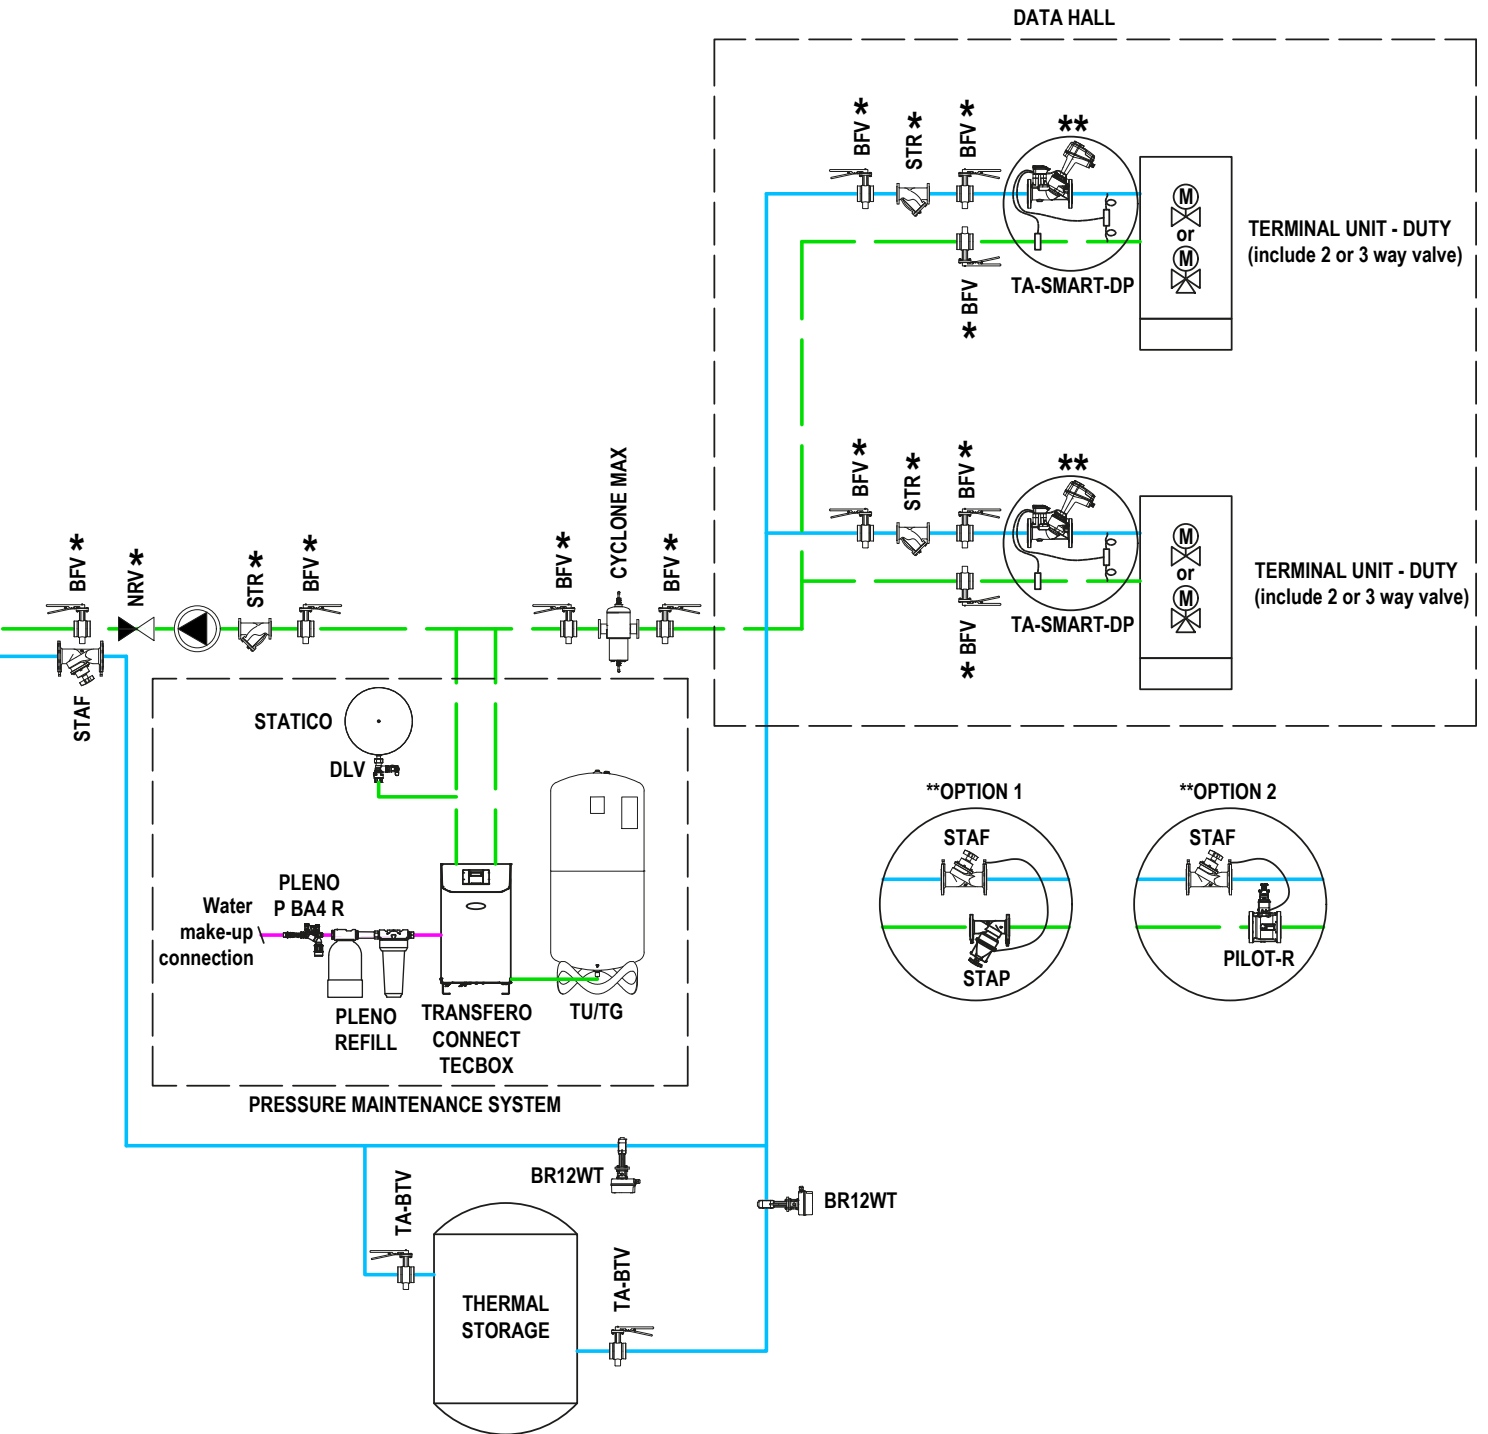 DATA HALL
BFV *
STR *
BFV *
**
M
or
M
TERMINAL UNIT - DUTY
(include 2 or 3 way valve)
TA-SMART-DP
* BFV
BFV *
STR *
BFV *
**
M
or
M
TERMINAL UNIT - DUTY
(include 2 or 3 way valve)
TA-SMART-DP
* BFV
BFV *
NRV *
STR *
BFV *
BFV *
CYCLONE MAX
BFV *
STAF
STATICO
DLV
PLENO
P BA4 R
Water
make-up
connection
PLENO
REFILL
TRANSFERO
CONNECT
TECBOX
TU/TG
PRESSURE MAINTENANCE SYSTEM
**OPTION 1
STAF
STAP
**OPTION 2
STAF
PILOT-R
BR12WT
BR12WT
TA-BTV
TA-BTV
THERMAL
STORAGE